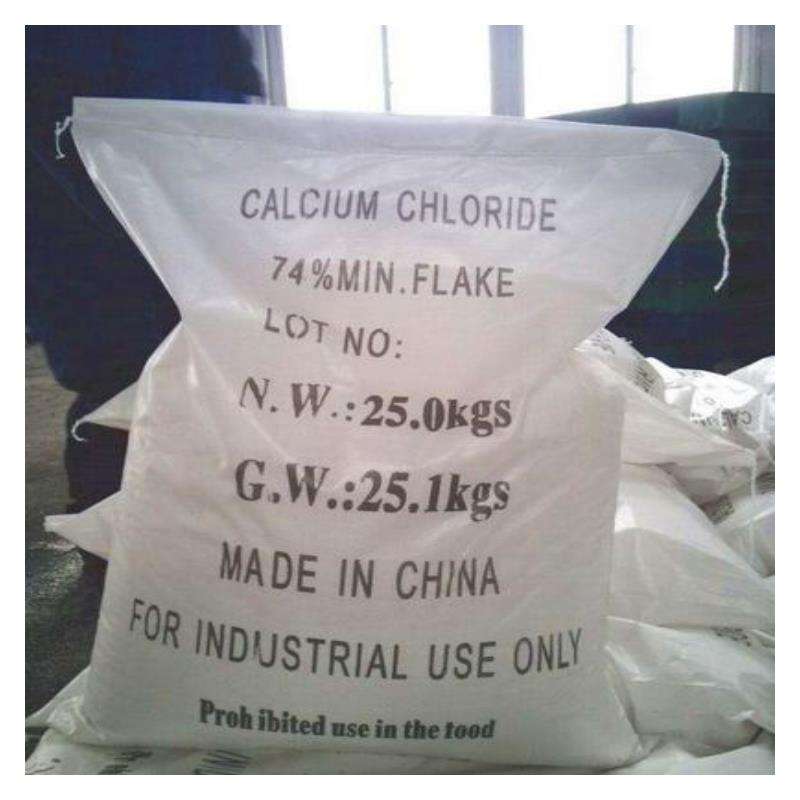 CALCIUM CHLORIDE
74%MIN.FLAKE
LOT NO:
N.W.:25.0kgs
G.W.:25.1kgs
MADE IN CHINA
FOR INDUSTRIAL USE ONLY
Proh ibited use in the tood